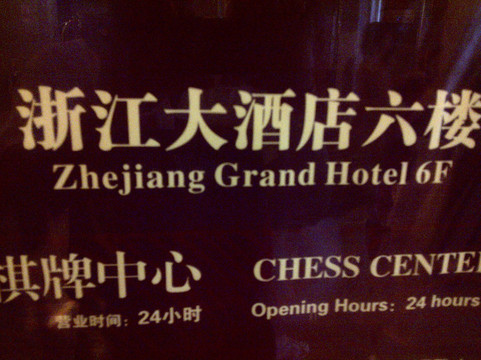 浙江大酒店六楼
Zhejiang Grand Hotel 6F
棋牌中心 CHESS CENTER
营业时间：24小时 Opening Hours: 24 hours